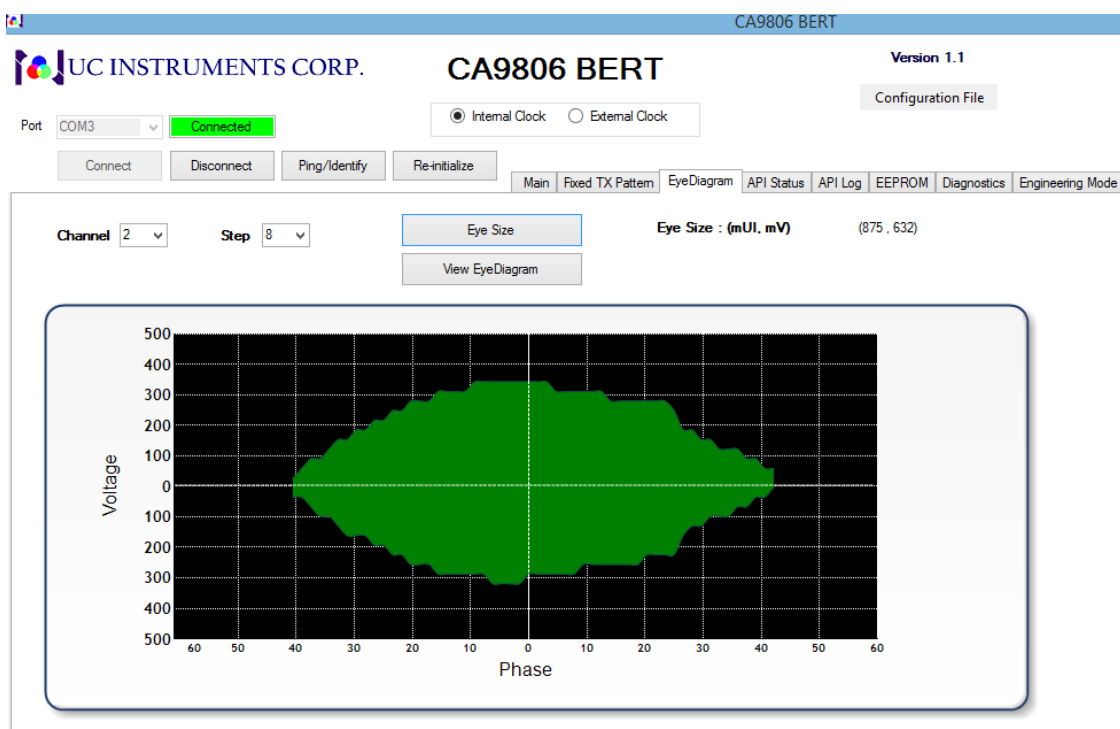 CA9806 BERT
UC INSTRUMENTS CORP.
CA9806 BERT
Version 1.1
Configuration File
Internal Clock External Clock
Port COM3 Connected
Connect Disconnect Ping/Identify Re-initialize
Main Fixed TX Pattern EyeDiagram API Status API Log EEPROM Diagnostics Engineering Mode
Channel 2 Step 8 Eye Size Eye Size : (mUI, mV) (875 , 632)
View EyeDiagram
500
400
300
200
100
0
100
200
300
400
500
Voltage
60 50 40 30 20 10 0 10 20 30 40 50 60
Phase